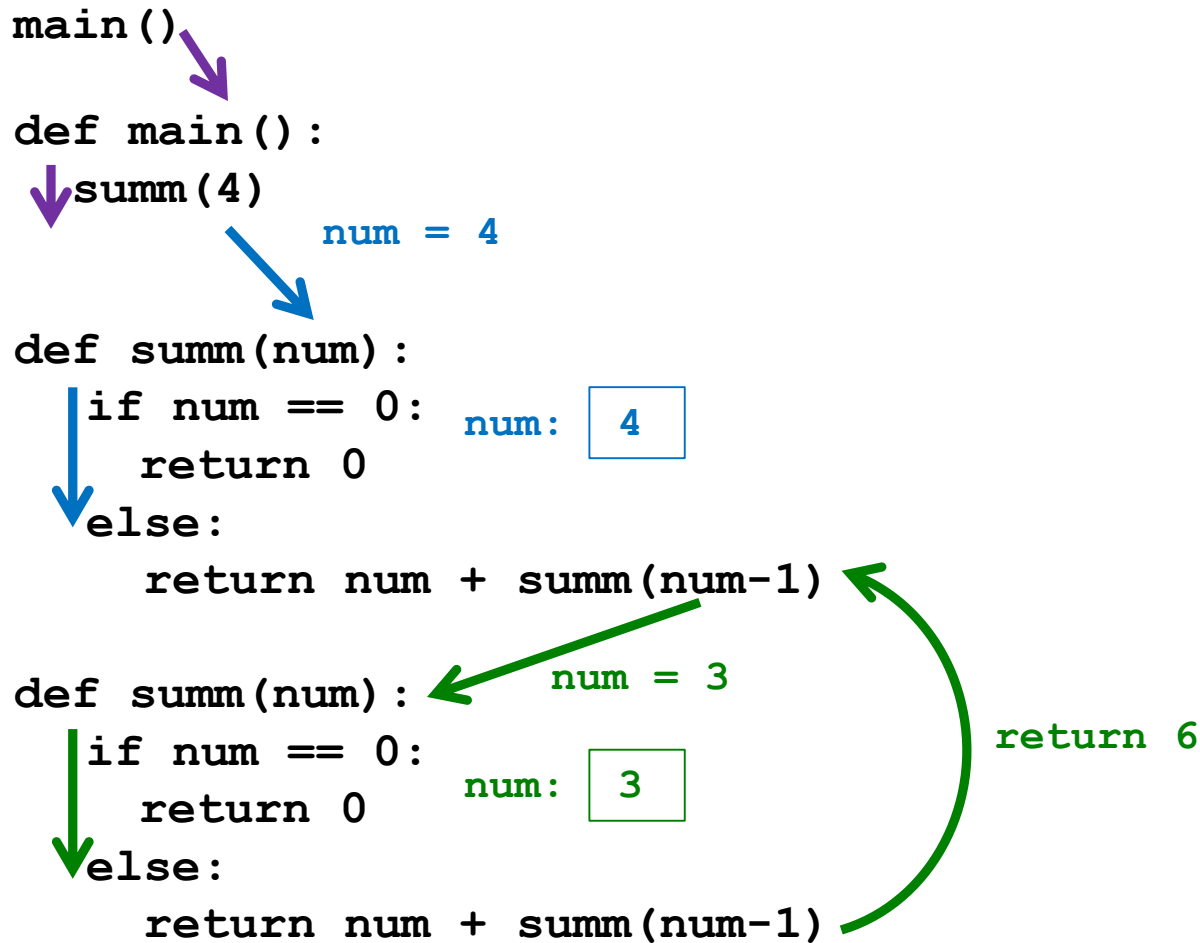 main()
def main():
summ(4)
num = 4
def summ(num):
if num == 0:
num: 4
return 0
else:
return num + summ(num-1)
num = 3
def summ(num):
return 6
if num == 0:
num: 3
return 0
else:
return num + summ(num-1)